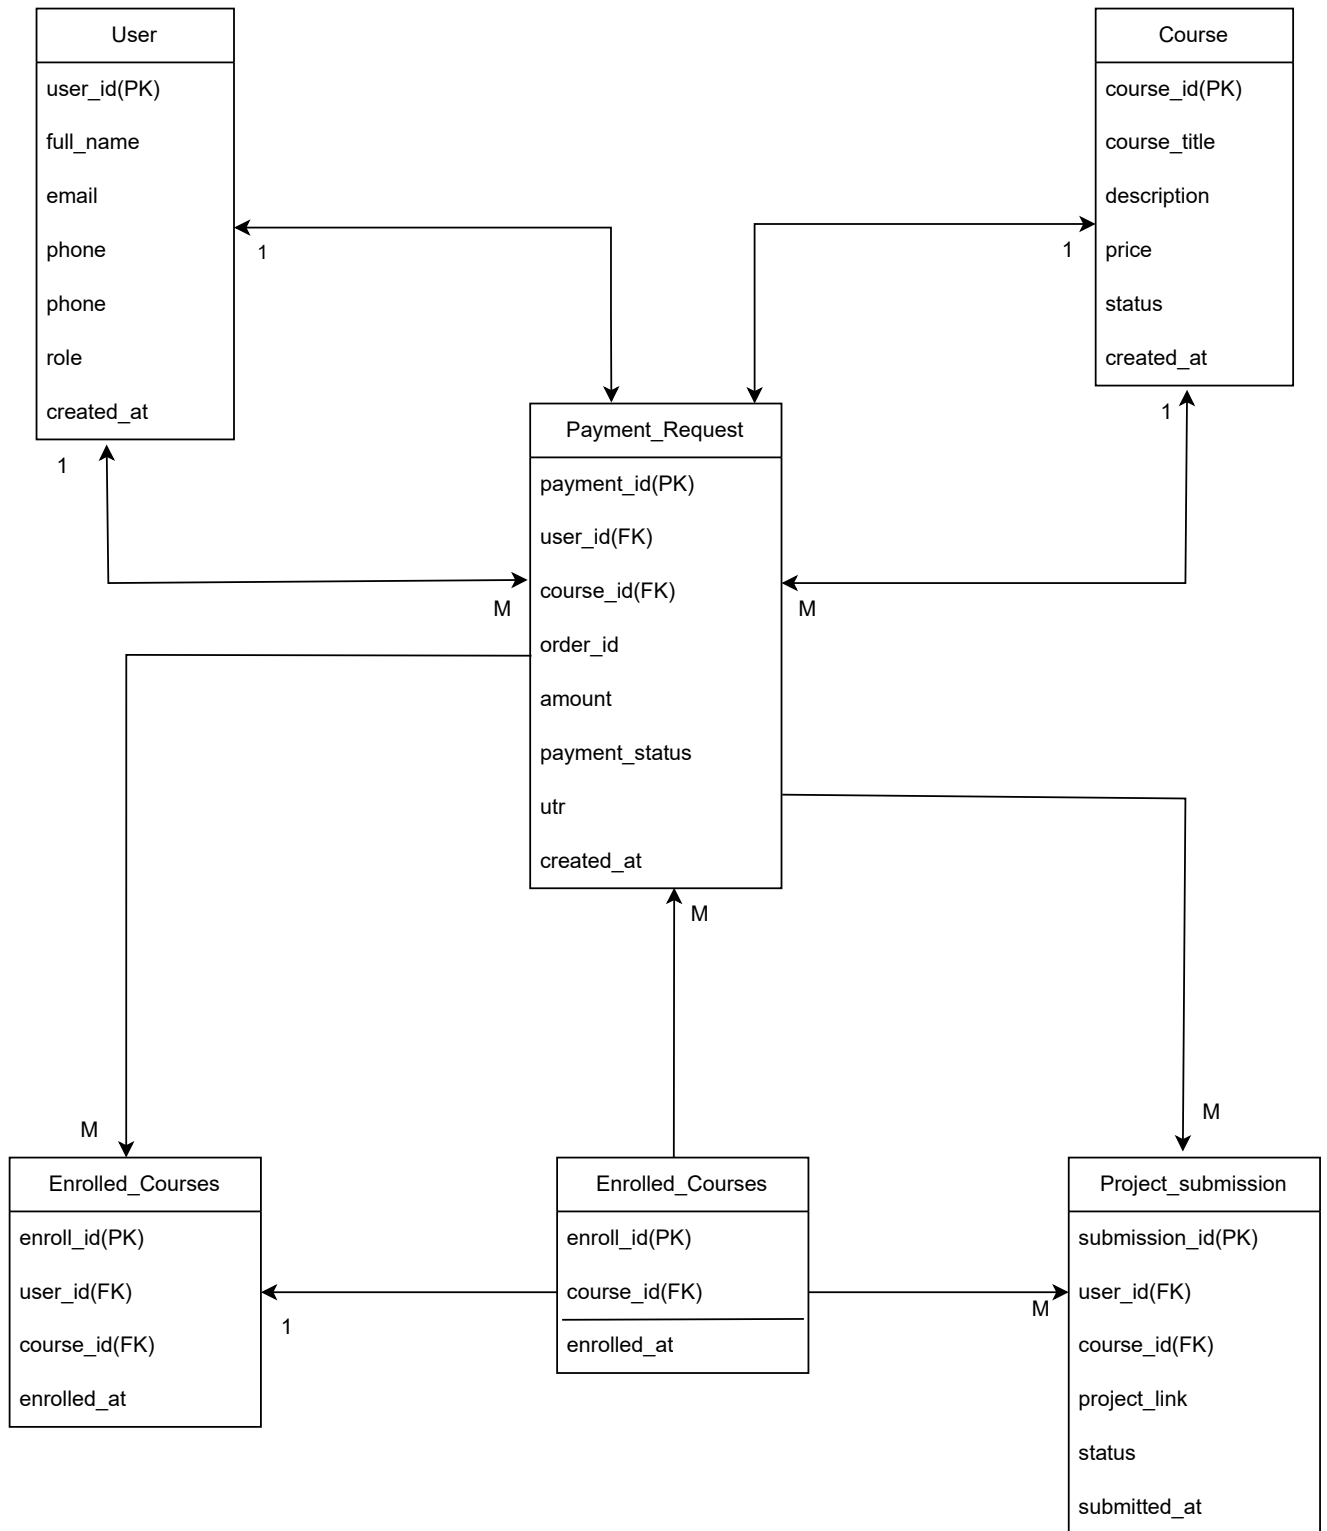 User
user_id(PK)
full_name
email
phone
phone
role
created_at
1
1
Course
course_id(PK)
course_title
description
price
status
created_at
1
1
Payment_Request
payment_id(PK)
user_id(FK)
course_id(FK)
order_id
amount
payment_status
utr
created_at
M
M
M
M
M
Enrolled_Courses
enroll_id(PK)
user_id(FK)
course_id(FK)
enrolled_at
1
Enrolled_Courses
enroll_id(PK)
course_id(FK)
enrolled_at
M
Project_submission
submission_id(PK)
user_id(FK)
course_id(FK)
project_link
status
submitted_at